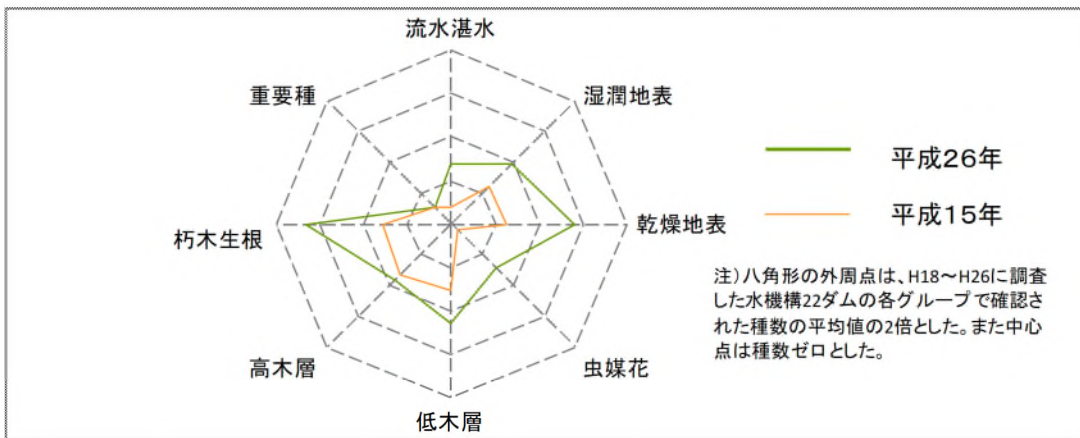 流水湛水
重要種
湿潤地表
平成26年
平成15年
朽木生根
乾燥地表
注）八角形の外周点は、H18～H26に調査
した水機構22ダムの各グループで確認さ
れた種数の平均値の2倍とした。また中心
点は種数ゼロとした。
高木層
虫媒花
低木層